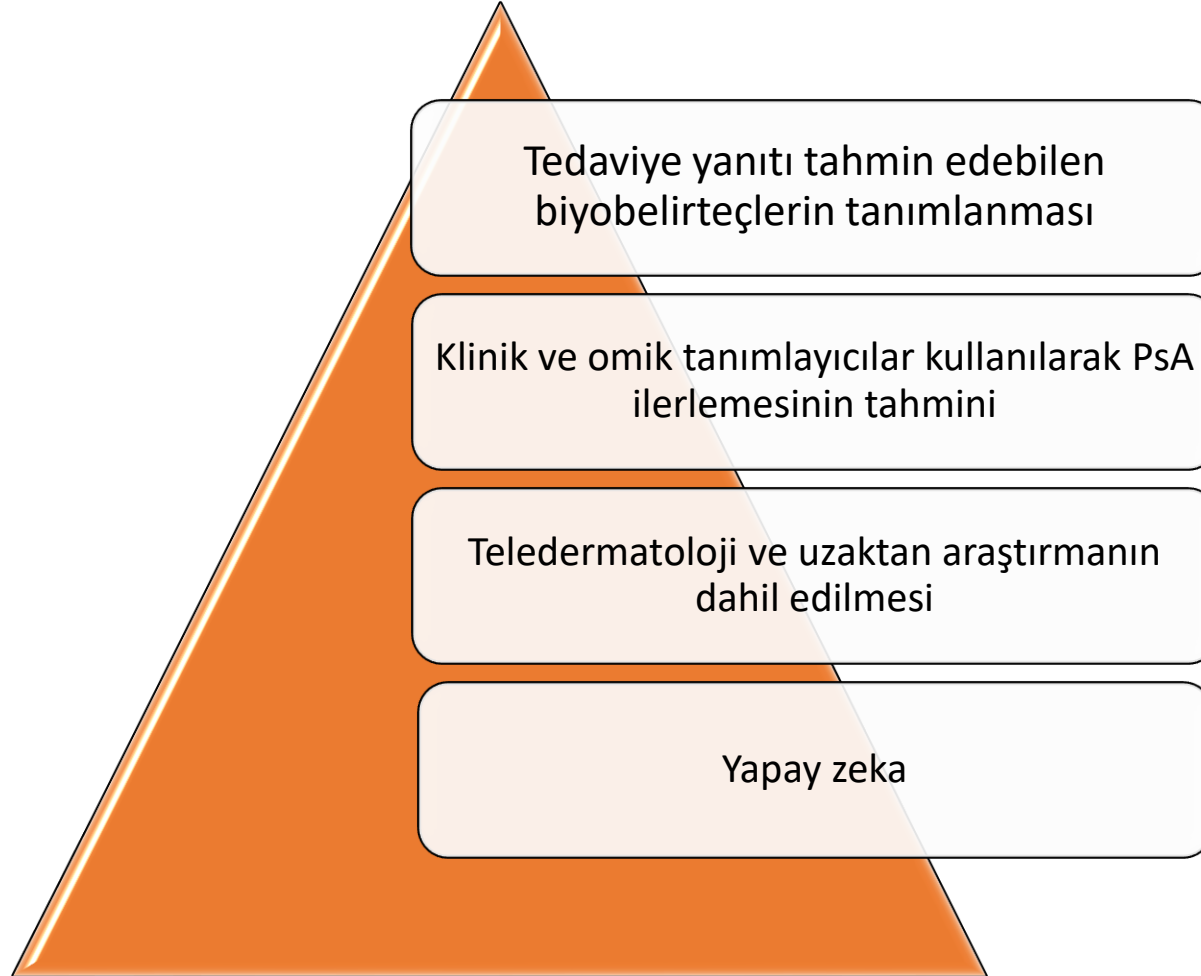 Tedaviye yanıtı tahmin edebilen
biyobelirteçlerin tanımlanması
Klinik ve omik tanımlayıcılar kullanılarak PsA
ilerlemesinin tahmini
Teledermatoloji ve uzaktan araştırmanın
dahil edilmesi
Yapay zeka